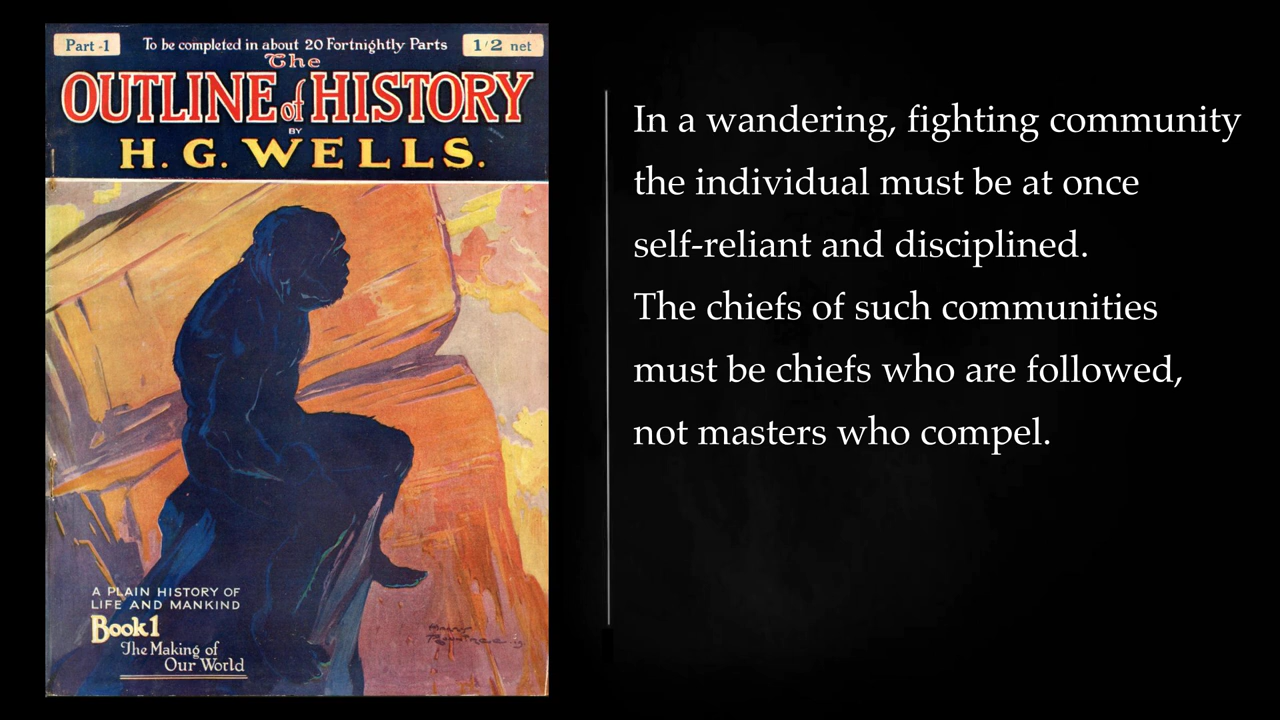 Part -1
To be completed in about 20 Fortnightly Parts
1/2 net
The
OUTLINE of HISTORY
BY
H. G. WELLS.
A PLAIN HISTORY OF
LIFE AND MANKIND
Book 1
The Making of
Our World
In a wandering, fighting community
the individual must be at once
self-reliant and disciplined.
The chiefs of such communities
must be chiefs who are followed,
not masters who compel.